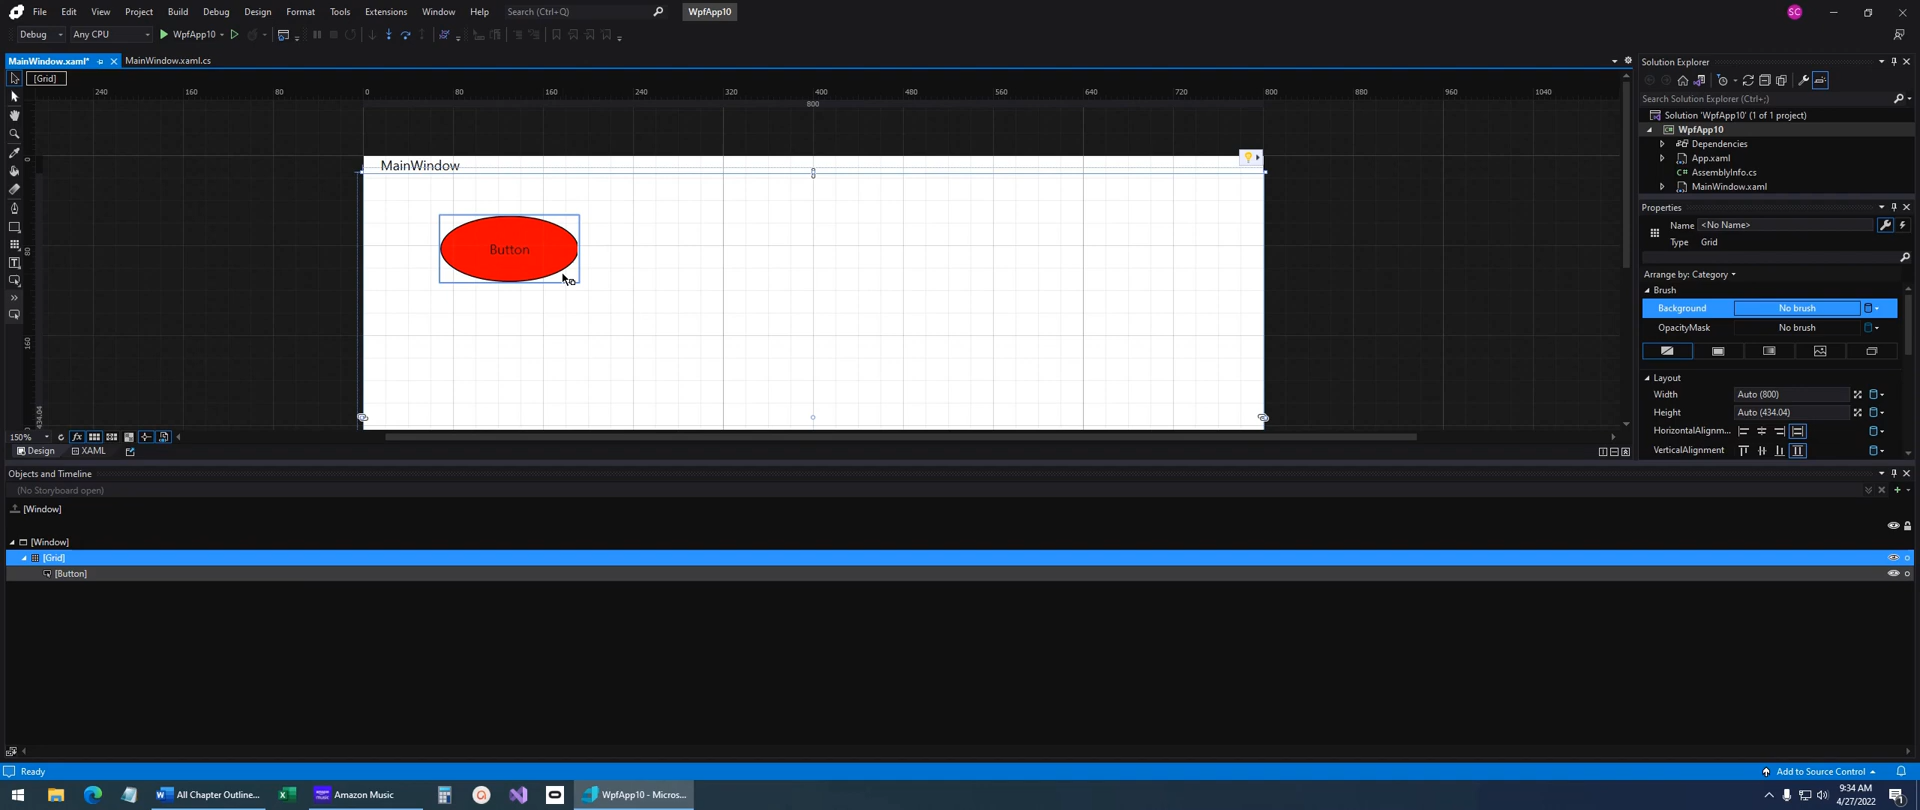 File Edit View Project Build Debug Design Format Tools Extensions Window Help Search (Ctrl+Q) WpfApp10 SC
Debug Any CPU WpfApp10
MainWindow.xaml* MainWindow.xaml.cs
[Grid]
240 160 80 0 80 160 240 320 400 480 560 640 720 800 880 960 1040
800
0
80
160
434.04
MainWindow
Button
150% fx
Design XAML
Solution Explorer
Search Solution Explorer (Ctrl+;)
Solution 'WpfApp10' (1 of 1 project)
WpfApp10
Dependencies
App.xaml
C# AssemblyInfo.cs
MainWindow.xaml
Properties
Name <No Name>
Type Grid
Arrange by: Category
Brush
Background No brush
OpacityMask No brush
Layout
Width Auto (800)
Height Auto (434.04)
HorizontalAlignm...
VerticalAlignment
Objects and Timeline
(No Storyboard open)
[Window]
[Window]
[Grid]
[Button]
Ready Add to Source Control
All Chapter Outline... Amazon Music WpfApp10 - Micros...
9:34 AM
4/27/2022